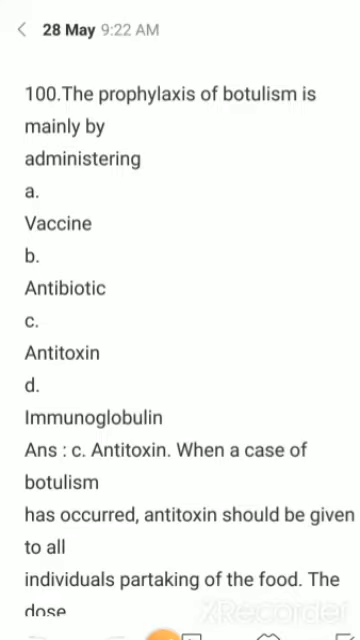 28 May 9:22 AM
100.The prophylaxis of botulism is
mainly by
administering
a.
Vaccine
b.
Antibiotic
c.
Antitoxin
d.
Immunoglobulin
Ans : c. Antitoxin. When a case of
botulism
has occurred, antitoxin should be given
to all
individuals partaking of the food. The
dose
XRecorder